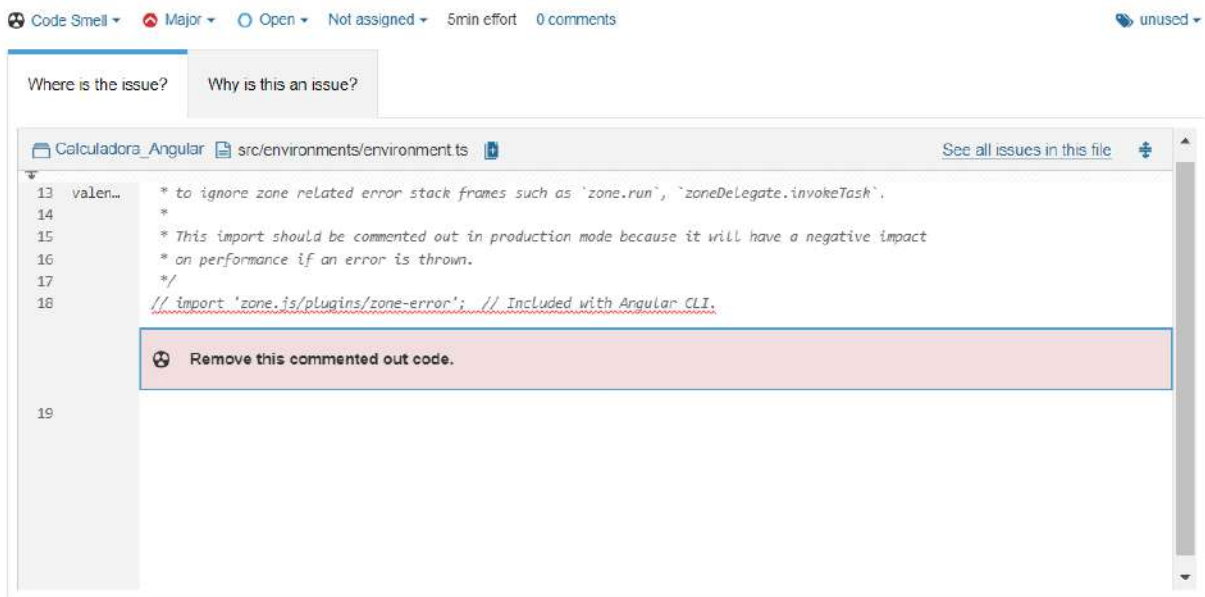 Code Smell Major Open Not assigned 5min effort 0 comments unused
Where is the issue? Why is this an issue?
Calculadora_Angular src/environments/environment.ts See all issues in this file
13 valen… * to ignore zone related error stack frames such as `zone.run`, `zoneDelegate.invokeTask`.
14 *
15 * This import should be commented out in production mode because it will have a negative impact
16 * on performance if an error is thrown.
17 */
18 // import 'zone.js/plugins/zone-error'; // Included with Angular CLI.
Remove this commented out code.
19